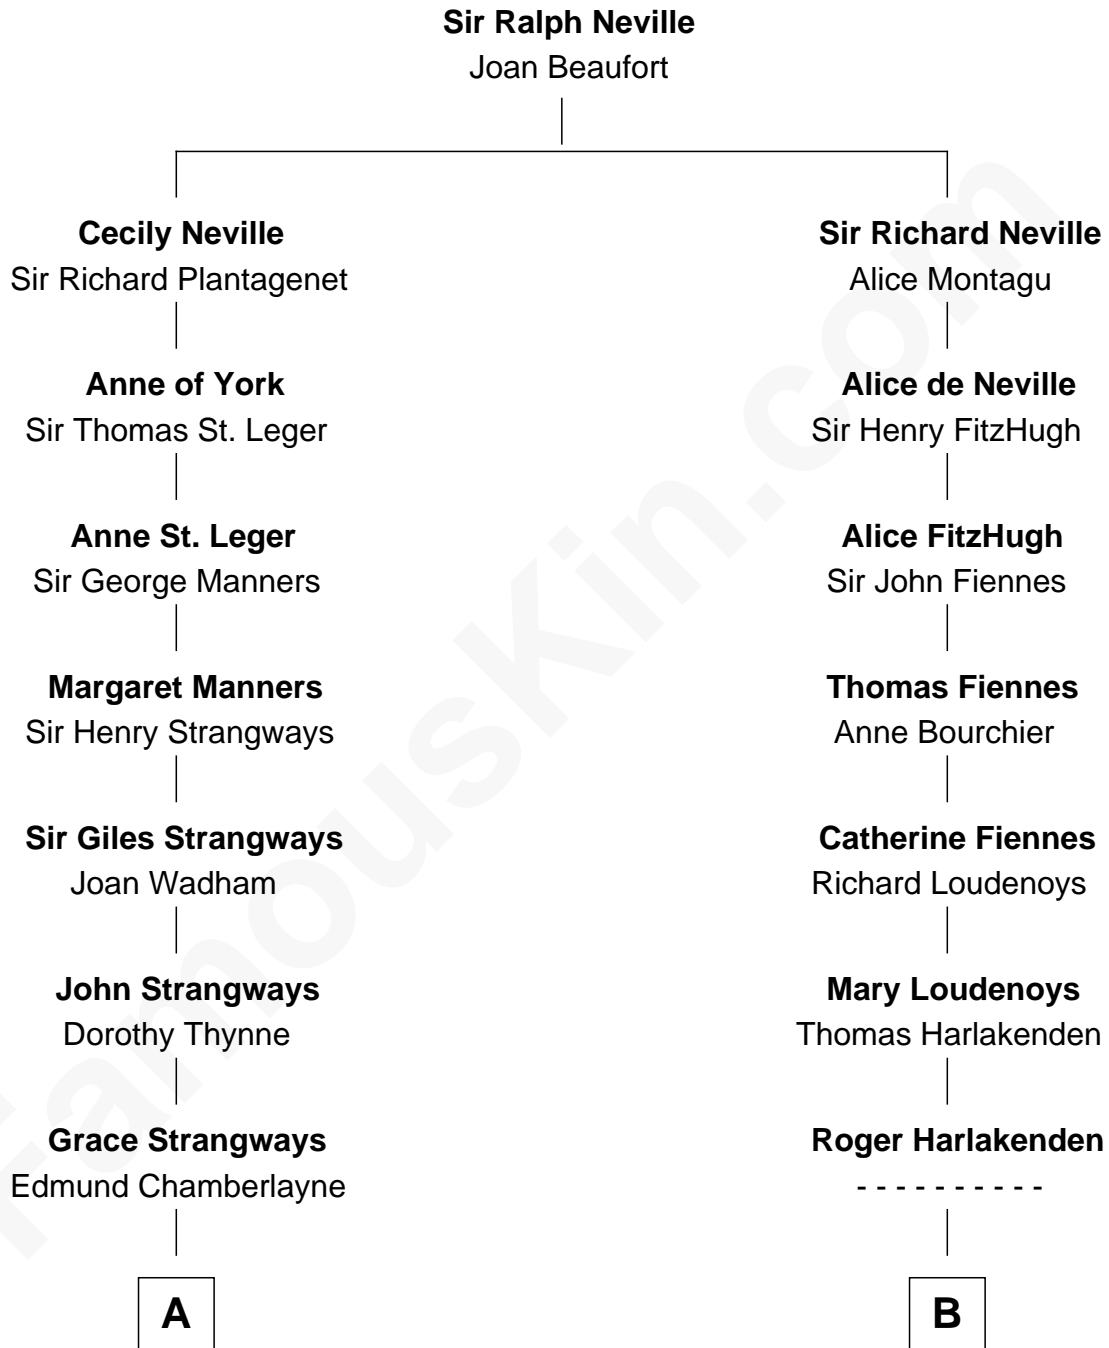 Sir Ralph Neville
Joan Beaufort
Cecily Neville
Sir Richard Plantagenet
Sir Richard Neville
Alice Montagu
Anne of York
Sir Thomas St. Leger
Alice de Neville
Sir Henry FitzHugh
Anne St. Leger
Sir George Manners
Alice FitzHugh
Sir John Fiennes
Margaret Manners
Sir Henry Strangways
Thomas Fiennes
Anne Bourchier
Sir Giles Strangways
Joan Wadham
Catherine Fiennes
Richard Loudenoys
John Strangways
Dorothy Thynne
Mary Loudenoys
Thomas Harlakenden
Grace Strangways
Edmund Chamberlayne
Roger Harlakenden
- - - - - - - - - -
A
B
FamousKin.com